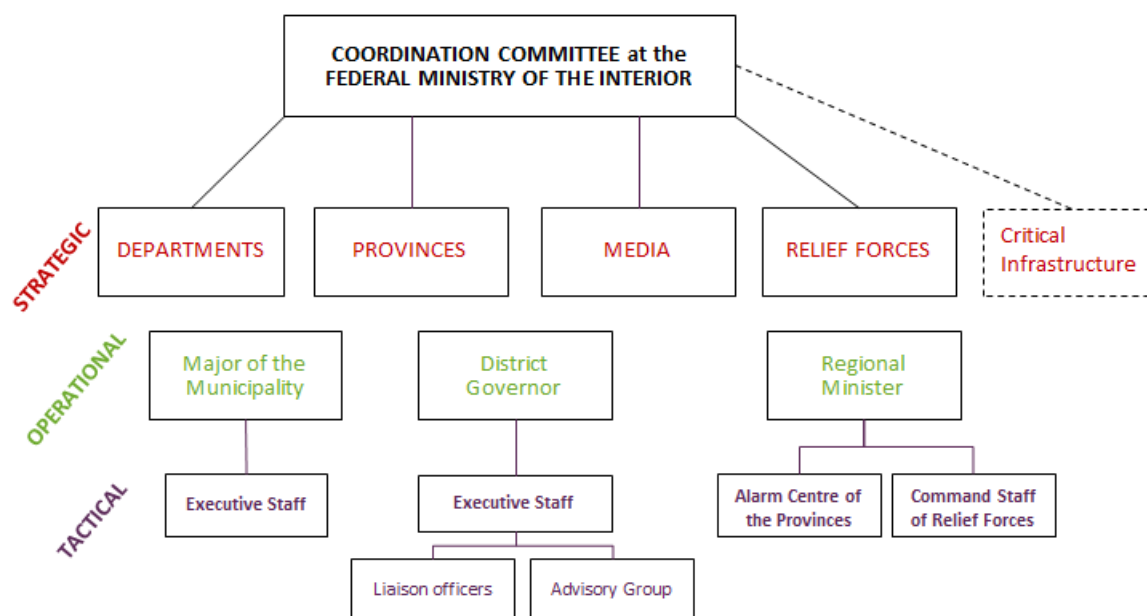 COORDINATION COMMITTEE at the
FEDERAL MINISTRY OF THE INTERIOR
STRATEGIC
DEPARTMENTS
PROVINCES
MEDIA
RELIEF FORCES
Critical
Infrastructure
OPERATIONAL
Major of the
Municipality
District
Governor
Regional
Minister
TACTICAL
Executive Staff
Executive Staff
Alarm Centre of
the Provinces
Command Staff
of Relief Forces
Liaison officers
Advisory Group